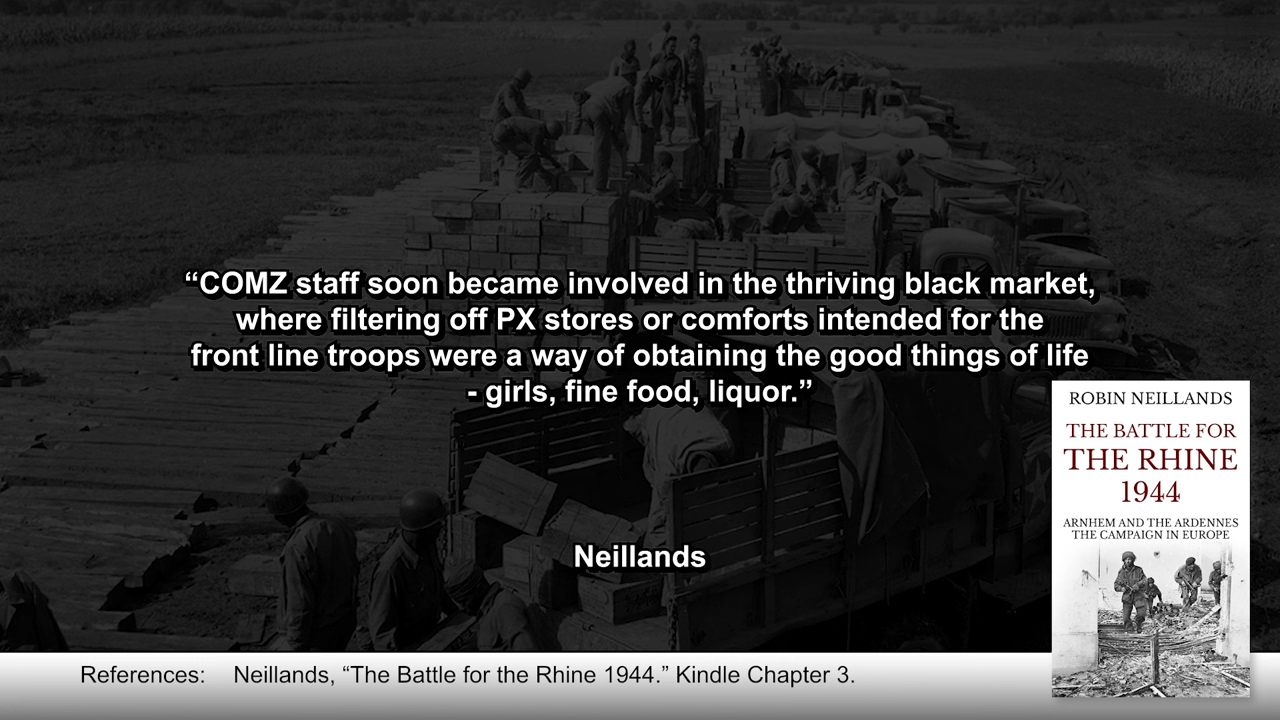 “COMZ staff soon became involved in the thriving black market,
where filtering off PX stores or comforts intended for the
front line troops were a way of obtaining the good things of life
- girls, fine food, liquor.”
Neillands
ROBIN NEILLANDS
THE BATTLE FOR
THE RHINE
1944
ARNHEM AND THE ARDENNES
THE CAMPAIGN IN EUROPE
References: Neillands, “The Battle for the Rhine 1944.” Kindle Chapter 3.